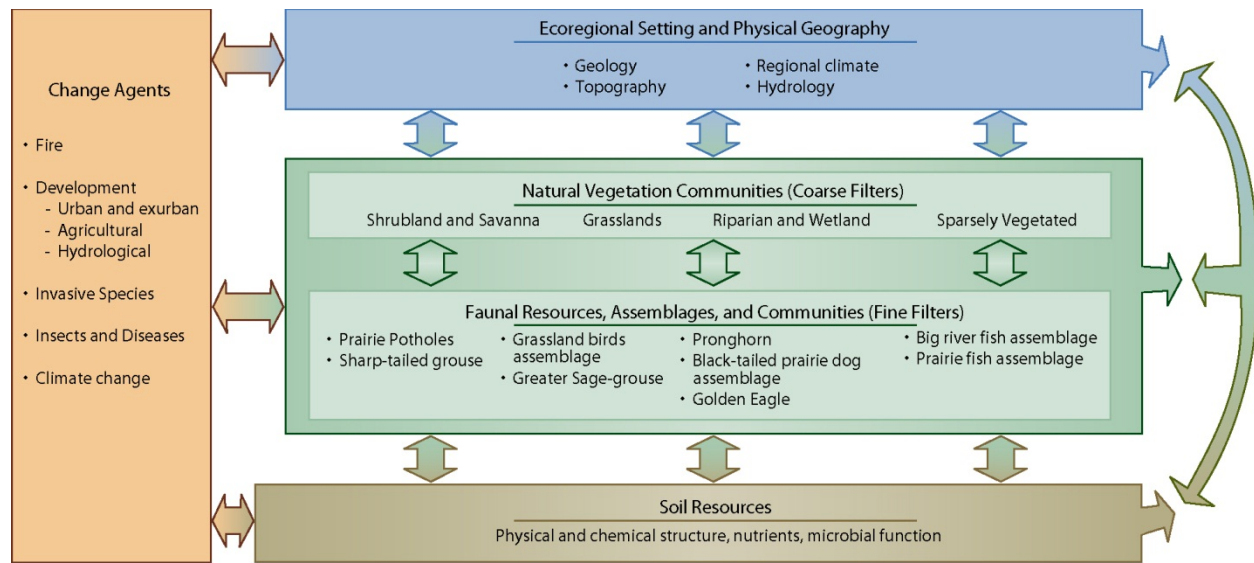 Change Agents
• Fire
• Development
- Urban and exurban
- Agricultural
- Hydrological
• Invasive Species
• Insects and Diseases
• Climate change
Ecoregional Setting and Physical Geography
• Geology
• Topography
• Regional climate
• Hydrology
Natural Vegetation Communities (Coarse Filters)
Shrubland and Savanna Grasslands Riparian and Wetland Sparsely Vegetated
Faunal Resources, Assemblages, and Communities (Fine Filters)
• Prairie Potholes
• Sharp-tailed grouse
• Grassland birds
assemblage
• Greater Sage-grouse
• Pronghorn
• Black-tailed prairie dog
assemblage
• Golden Eagle
• Big river fish assemblage
• Prairie fish assemblage
Soil Resources
Physical and chemical structure, nutrients, microbial function